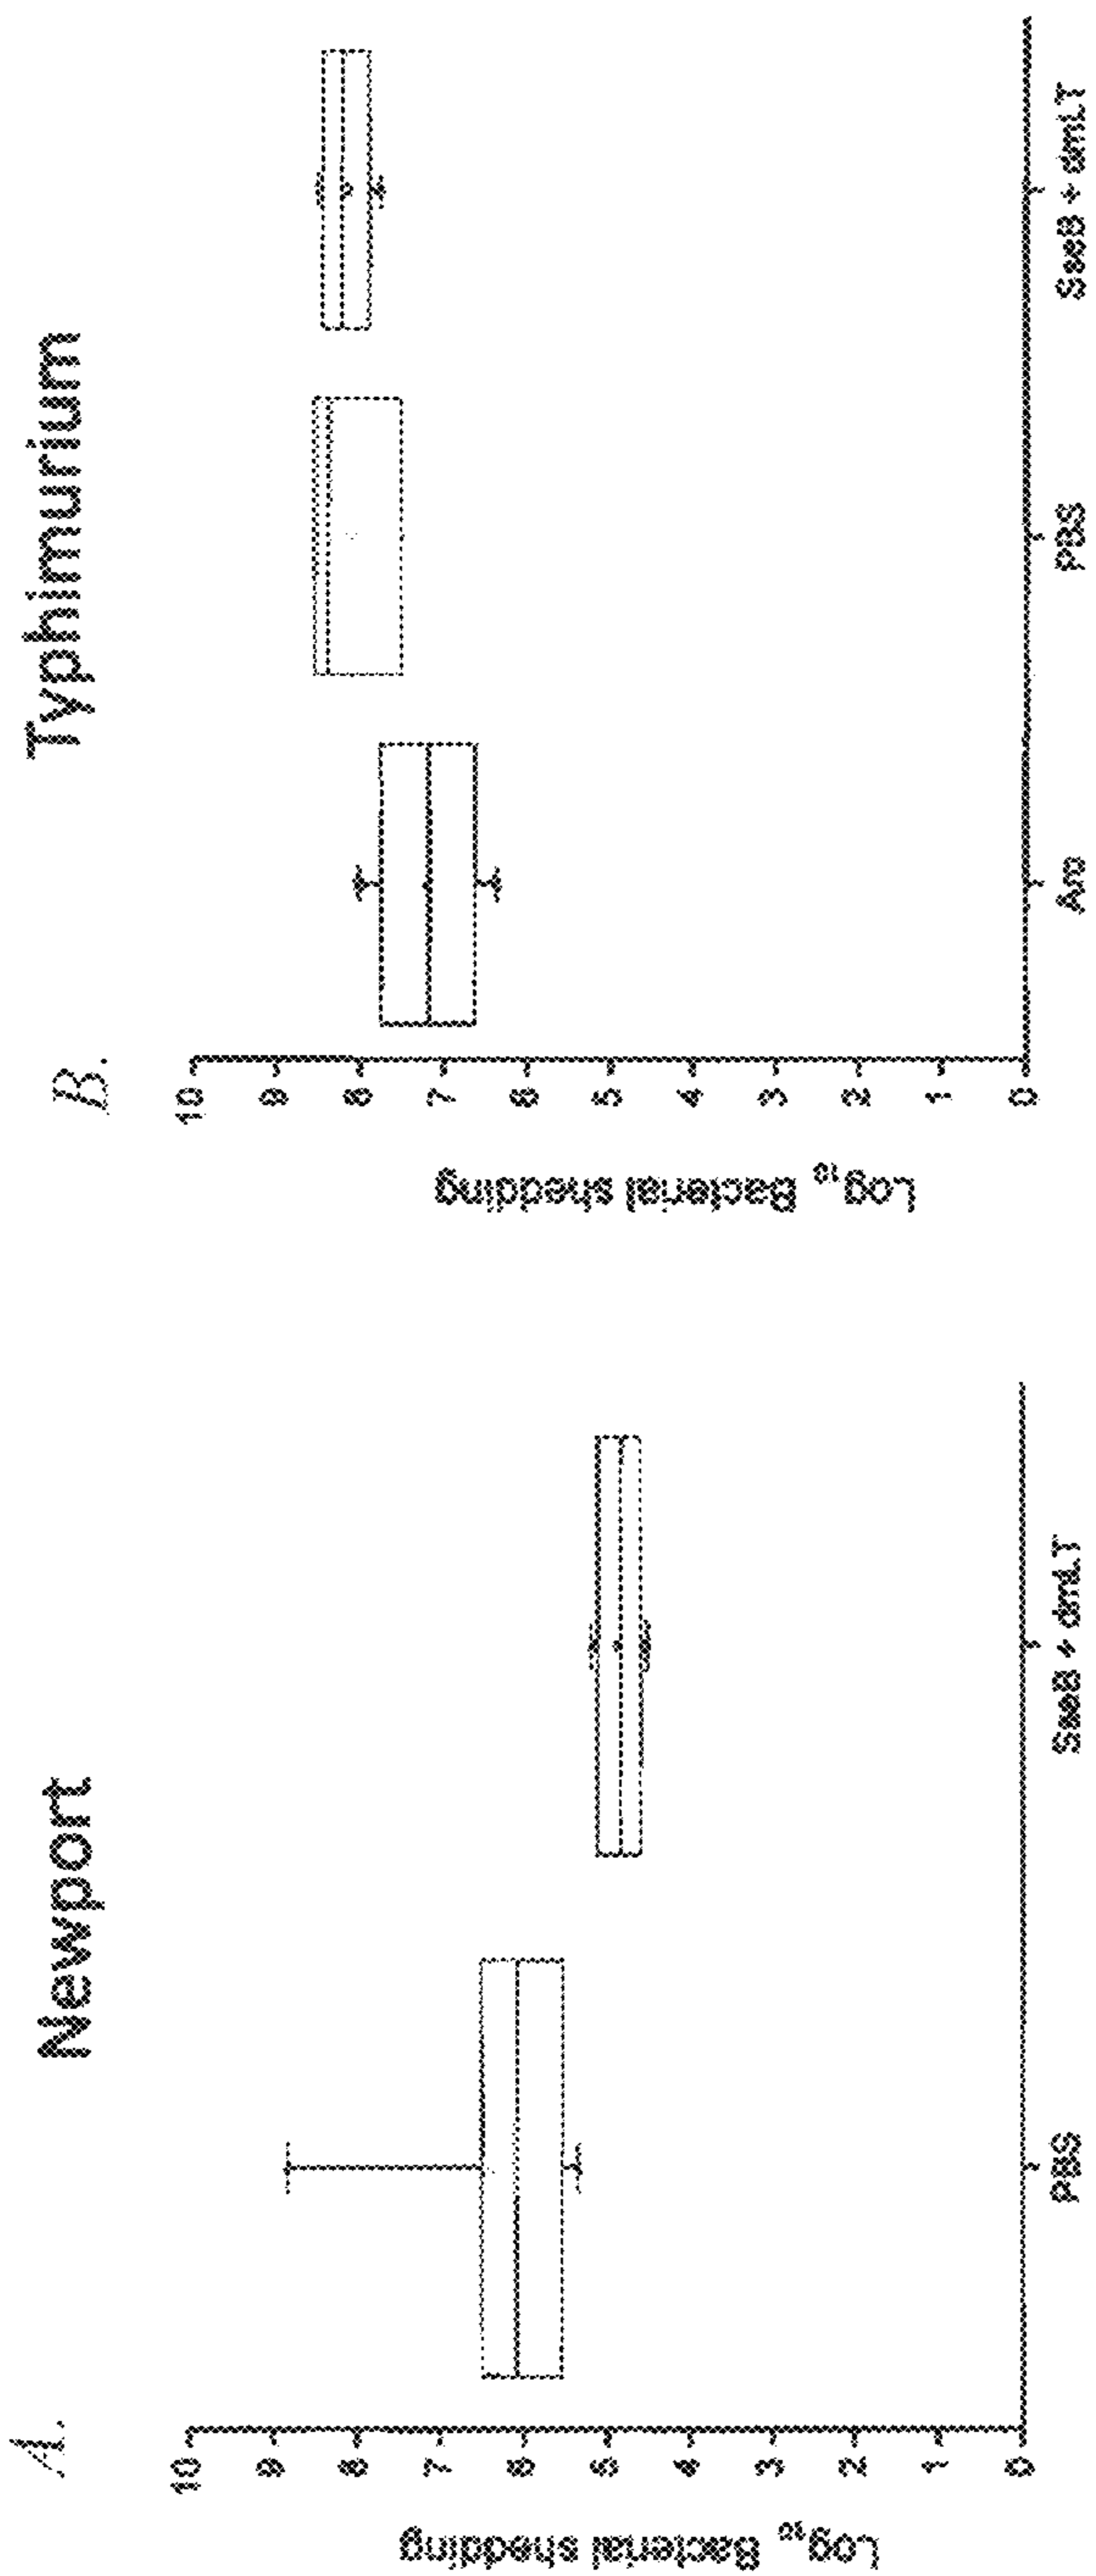 A.
Newport
Log10 Bacterial shedding
10
9
8
7
6
5
4
3
2
1
0
PBS
SseB + dmLT
B.
Typhimurium
Log10 Bacterial shedding
10
9
8
7
6
5
4
3
2
1
0
Aro
PBS
SseB + dmLT